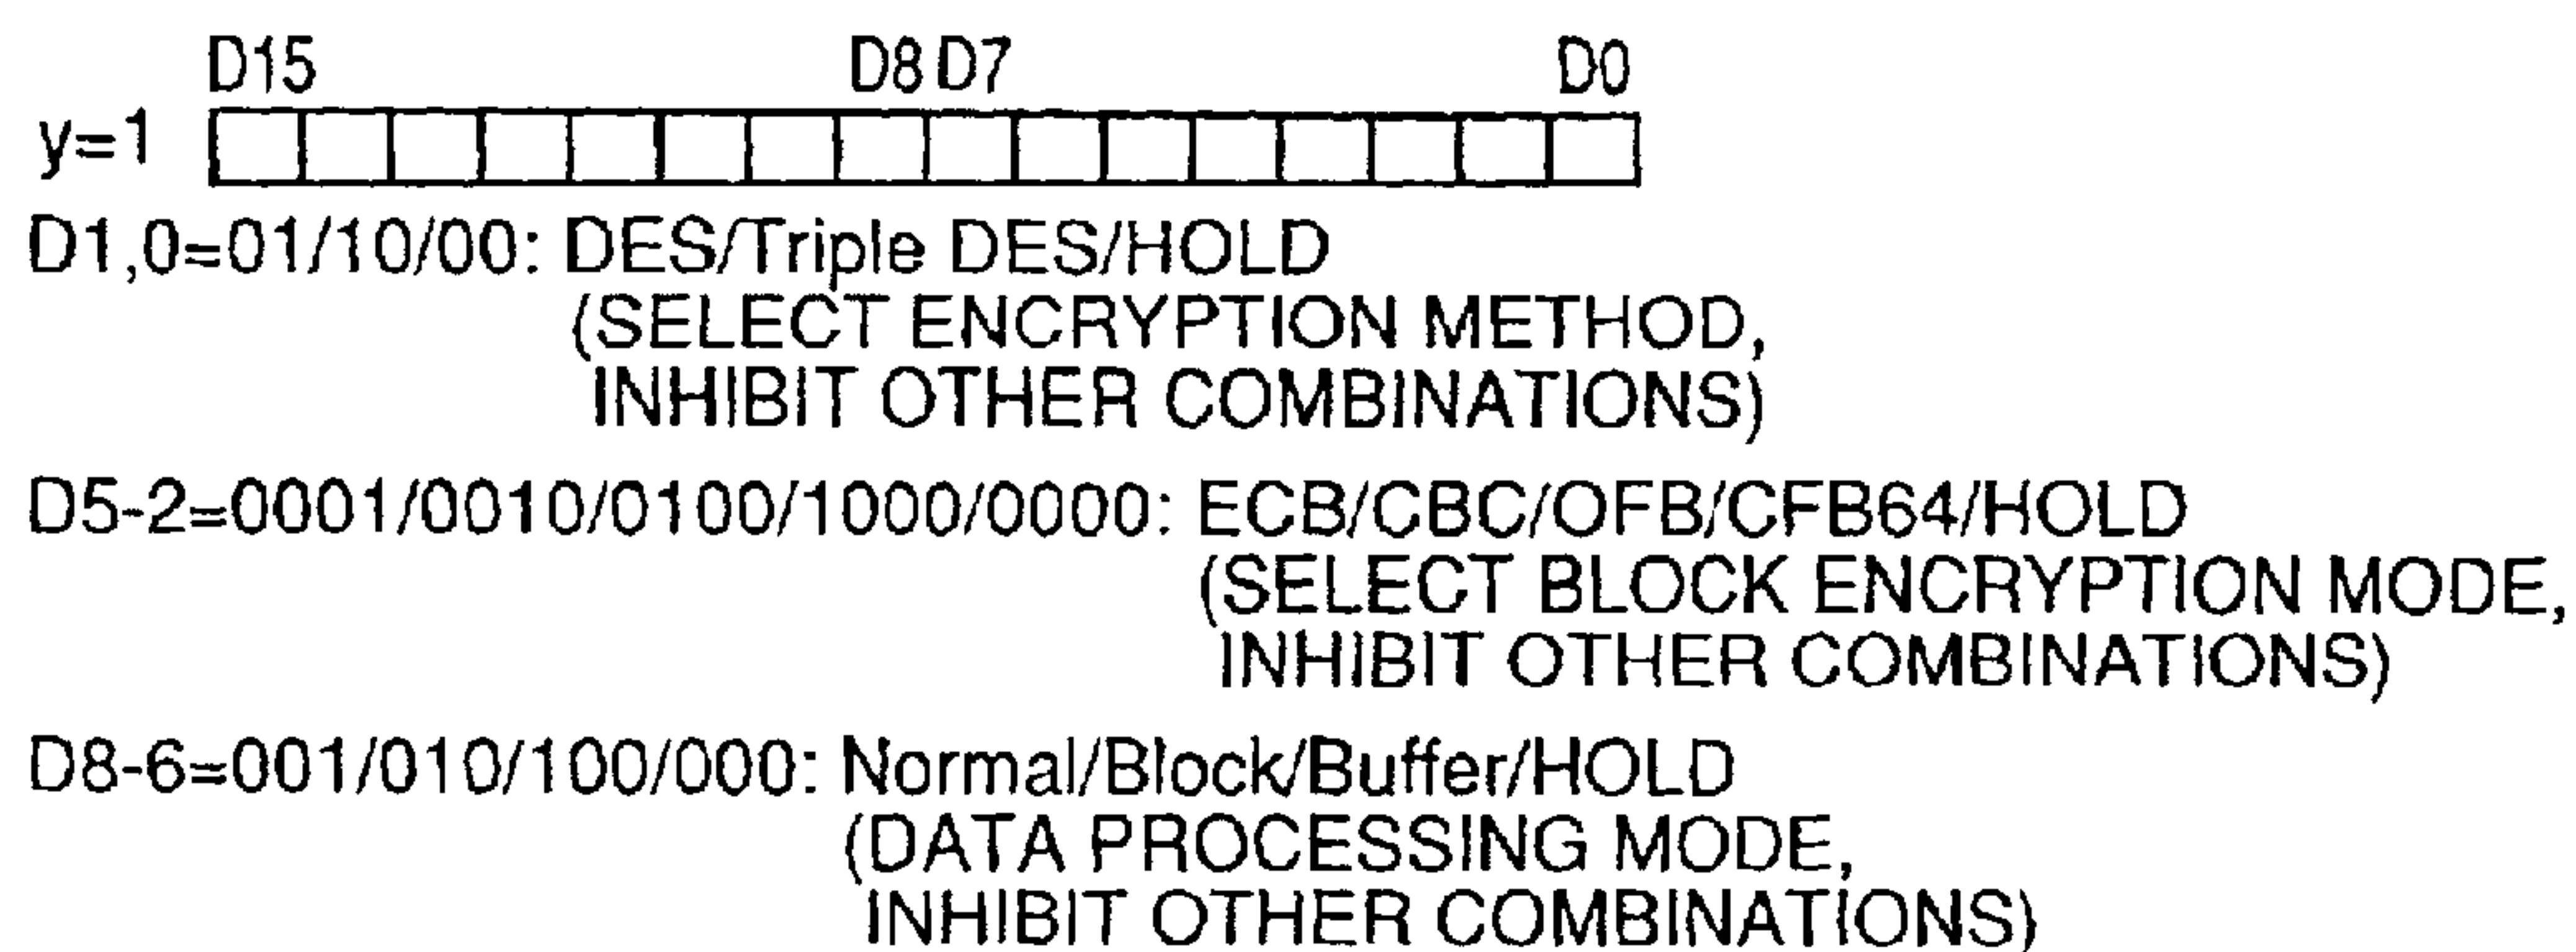 D15 D8 D7 D0
y=1
D1,0=01/10/00: DES/Triple DES/HOLD
(SELECT ENCRYPTION METHOD,
INHIBIT OTHER COMBINATIONS)
D5-2=0001/0010/0100/1000/0000: ECB/CBC/OFB/CFB64/HOLD
(SELECT BLOCK ENCRYPTION MODE,
INHIBIT OTHER COMBINATIONS)
D8-6=001/010/100/000: Normal/Block/Buffer/HOLD
(DATA PROCESSING MODE,
INHIBIT OTHER COMBINATIONS)